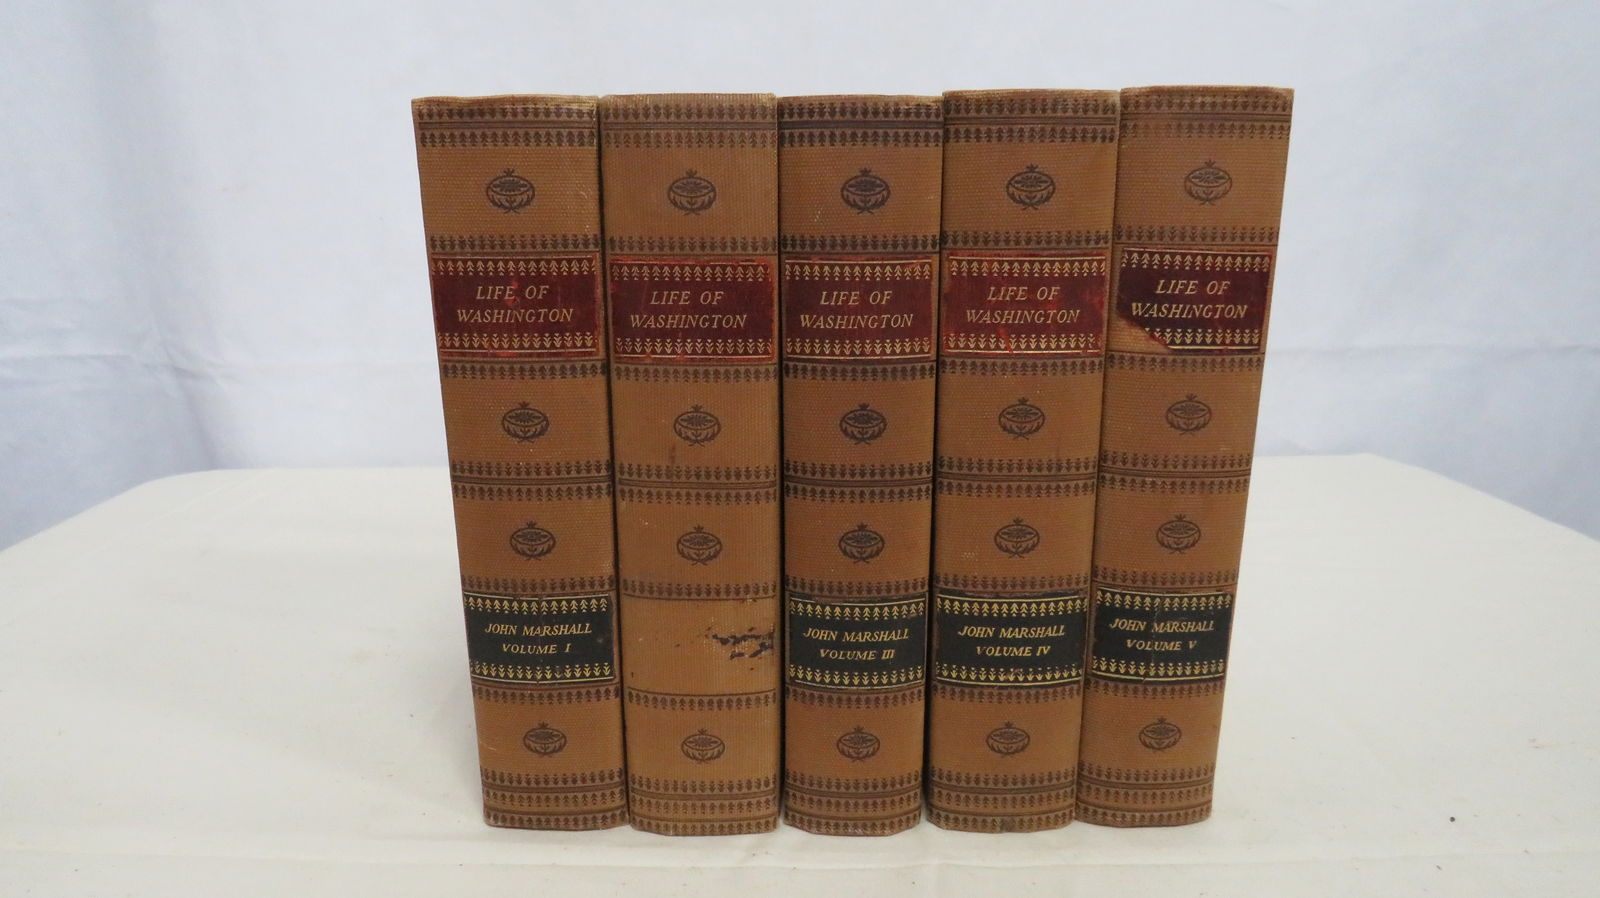 LIFE OF
WASHINGTON
JOHN MARSHALL
VOLUME I
LIFE OF
WASHINGTON
LIFE OF
WASHINGTON
JOHN MARSHALL
VOLUME III
LIFE OF
WASHINGTON
JOHN MARSHALL
VOLUME IV
LIFE OF
WASHINGTON
JOHN MARSHALL
VOLUME V